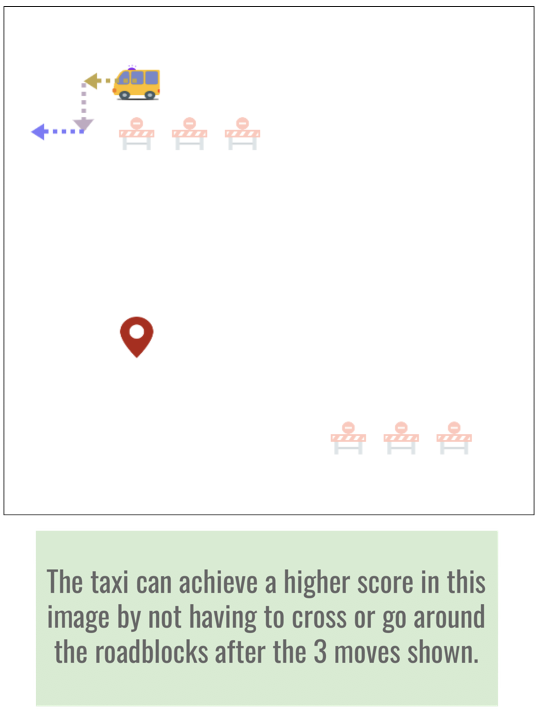 The taxi can achieve a higher score in this
image by not having to cross or go around
the roadblocks after the 3 moves shown.